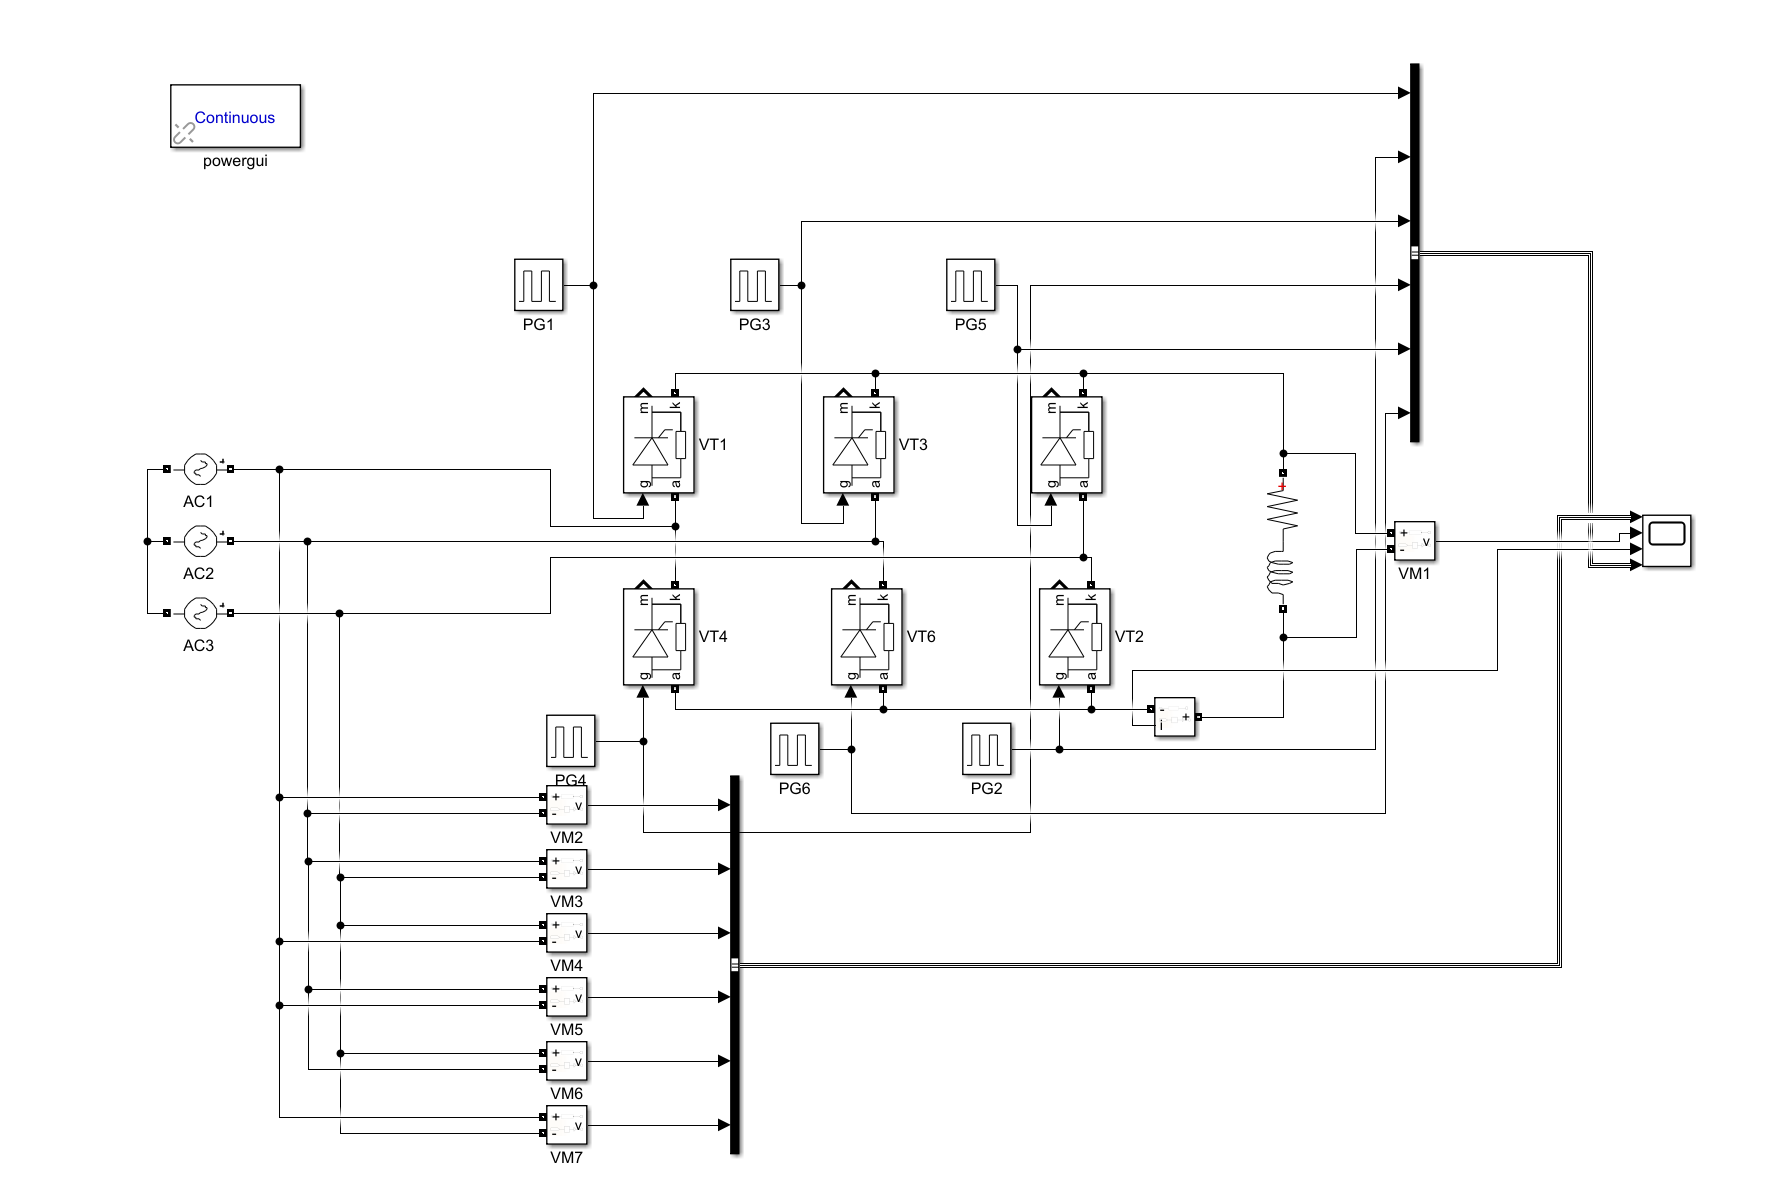 Continuous
powergui
PG1
PG3
PG5
m
k
g
a
VT1
m
k
g
a
VT3
m
k
g
a
+
AC1
+
AC2
+
AC3
+
+
-
v
VM1
m
k
g
a
VT4
m
k
g
a
VT6
m
k
g
a
VT2
-
+
i
PG4
PG6
PG2
+
-
v
VM2
+
-
v
VM3
+
-
v
VM4
+
-
v
VM5
+
-
v
VM6
+
-
v
VM7